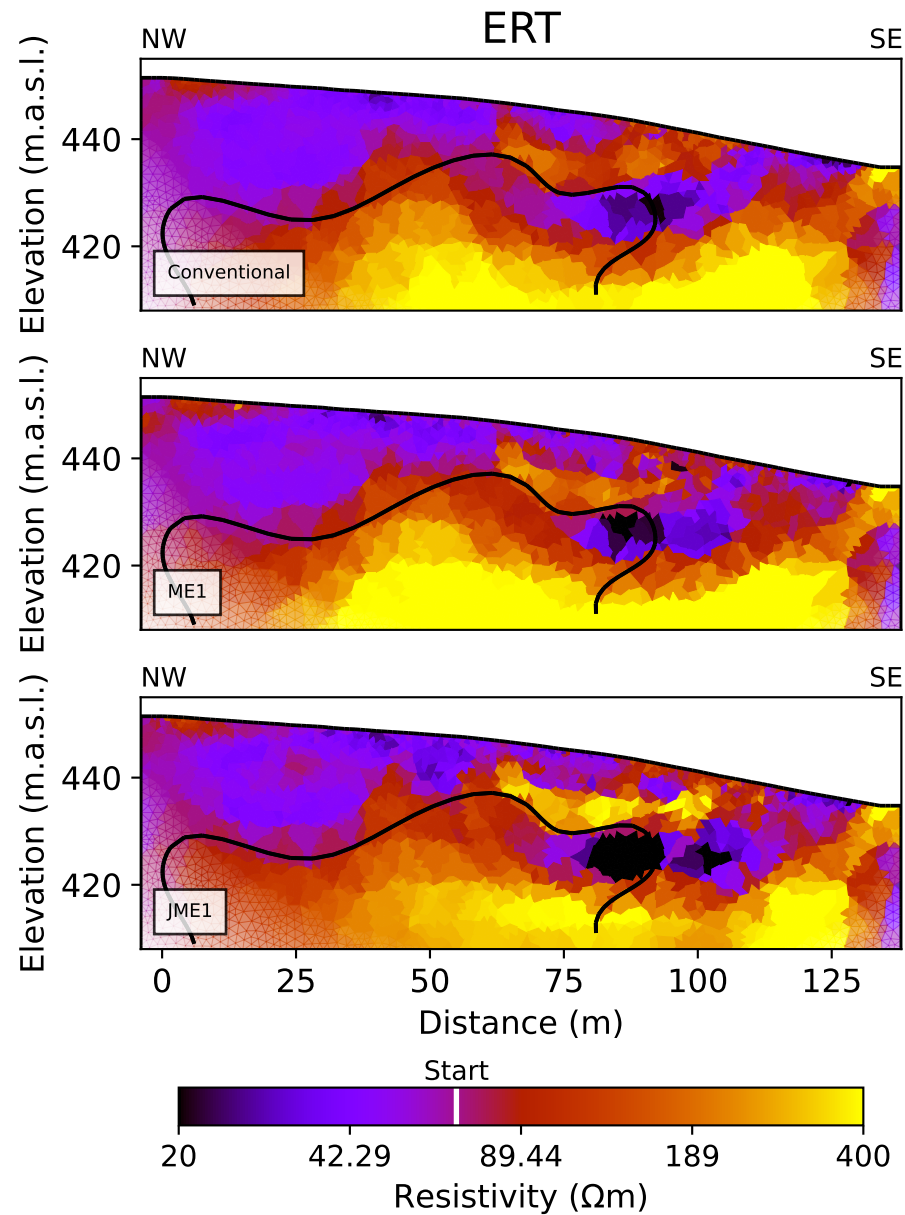 ERT
NW SE
Elevation (m.a.s.l.)
440
420
Conventional
NW SE
Elevation (m.a.s.l.)
440
420
ME1
NW SE
Elevation (m.a.s.l.)
440
420
JME1
0 25 50 75 100 125
Distance (m)
Start
20 42.29 89.44 189 400
Resistivity (Ωm)